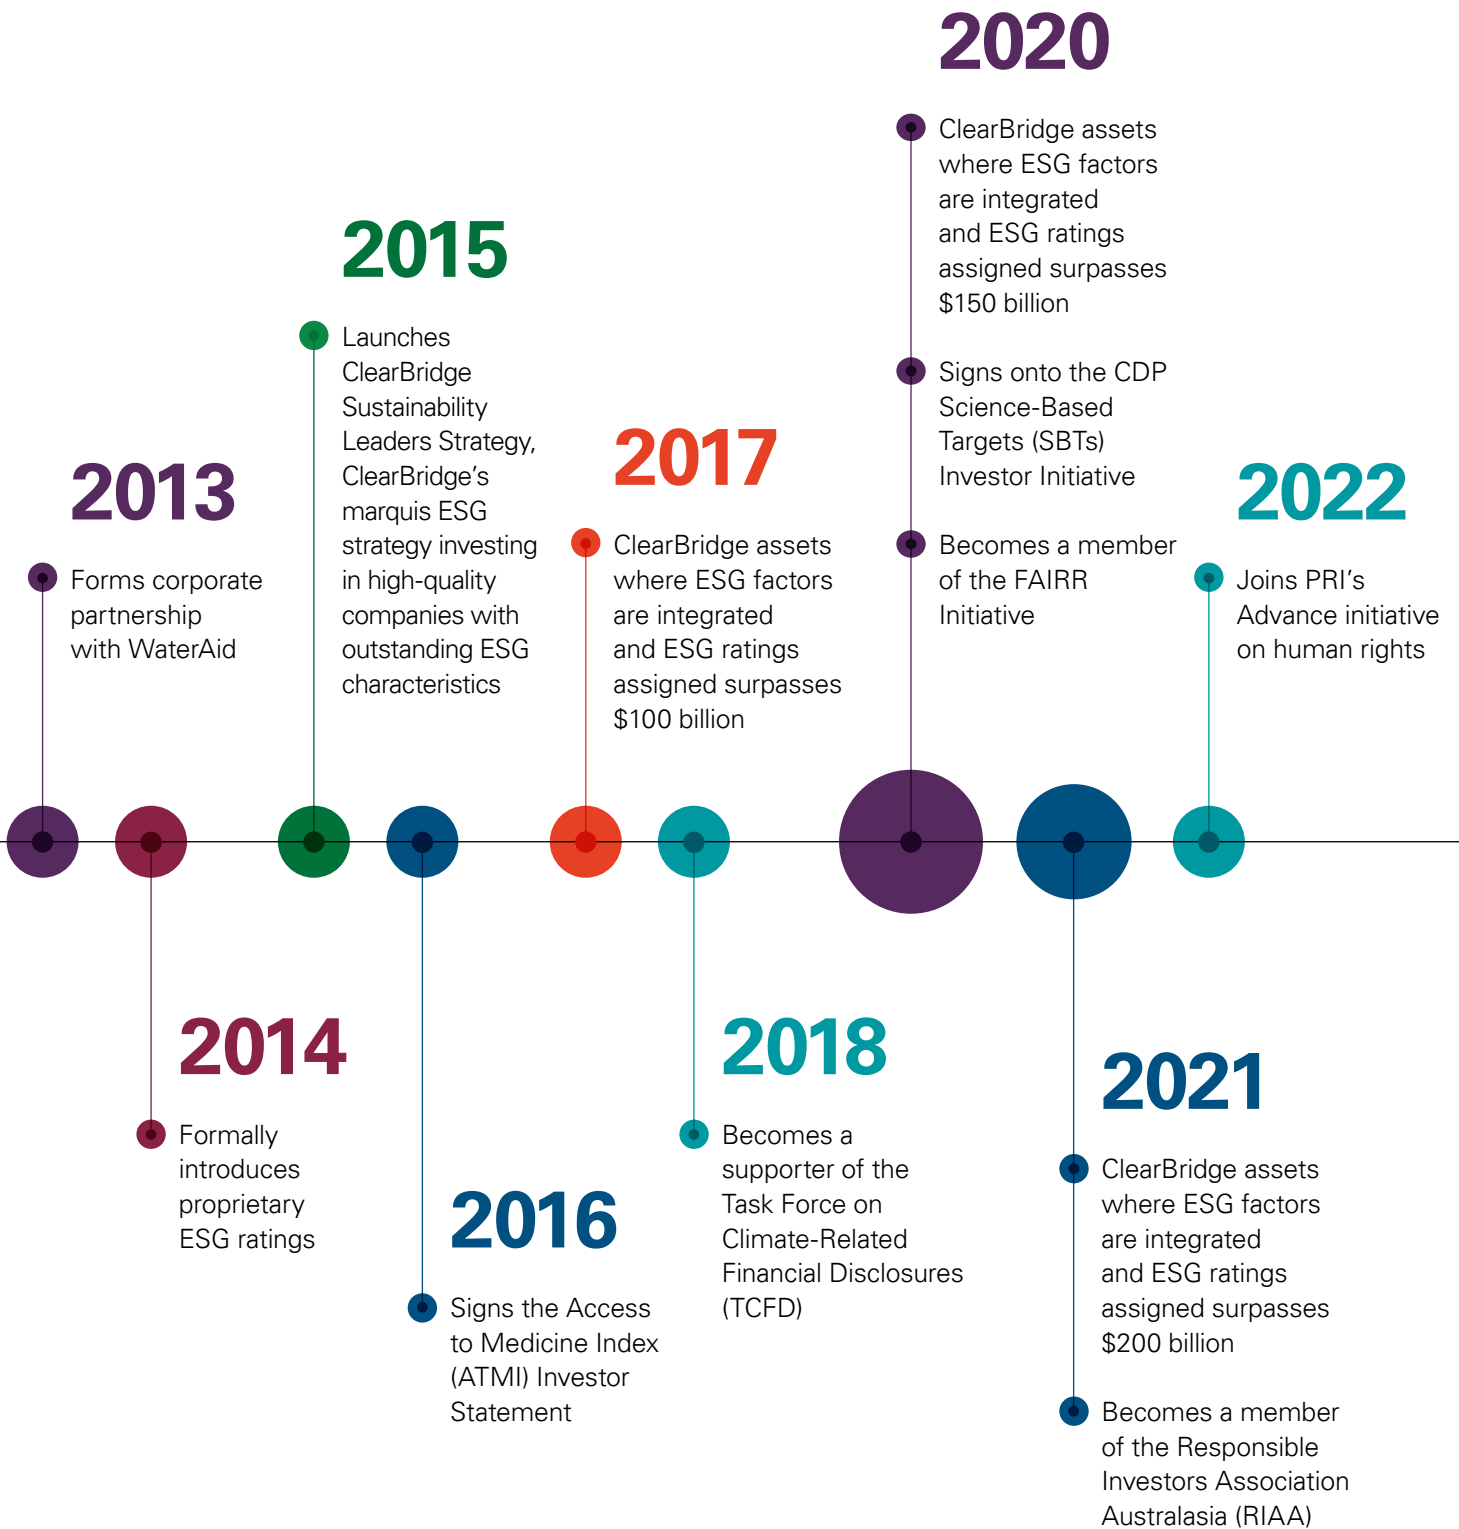 2013
Forms corporate
partnership
with WaterAid
2014
Formally
introduces
proprietary
ESG ratings
2015
Launches
ClearBridge
Sustainability
Leaders Strategy,
ClearBridge’s
marquis ESG
strategy investing
in high-quality
companies with
outstanding ESG
characteristics
2016
Signs the Access
to Medicine Index
(ATMI) Investor
Statement
2017
ClearBridge assets
where ESG factors
are integrated
and ESG ratings
assigned surpasses
$100 billion
2018
Becomes a
supporter of the
Task Force on
Climate-Related
Financial Disclosures
(TCFD)
2020
ClearBridge assets
where ESG factors
are integrated
and ESG ratings
assigned surpasses
$150 billion
Signs onto the CDP
Science-Based
Targets (SBTs)
Investor Initiative
Becomes a member
of the FAIRR
Initiative
2021
ClearBridge assets
where ESG factors
are integrated
and ESG ratings
assigned surpasses
$200 billion
Becomes a member
of the Responsible
Investors Association
Australasia (RIAA)
2022
Joins PRI’s
Advance initiative
on human rights